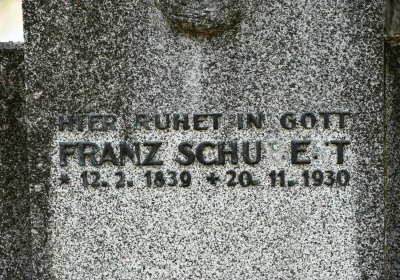 HIER RUHET IN GOTT
FRANZ
* 12. 2. 1839 + 20. 11. 1930